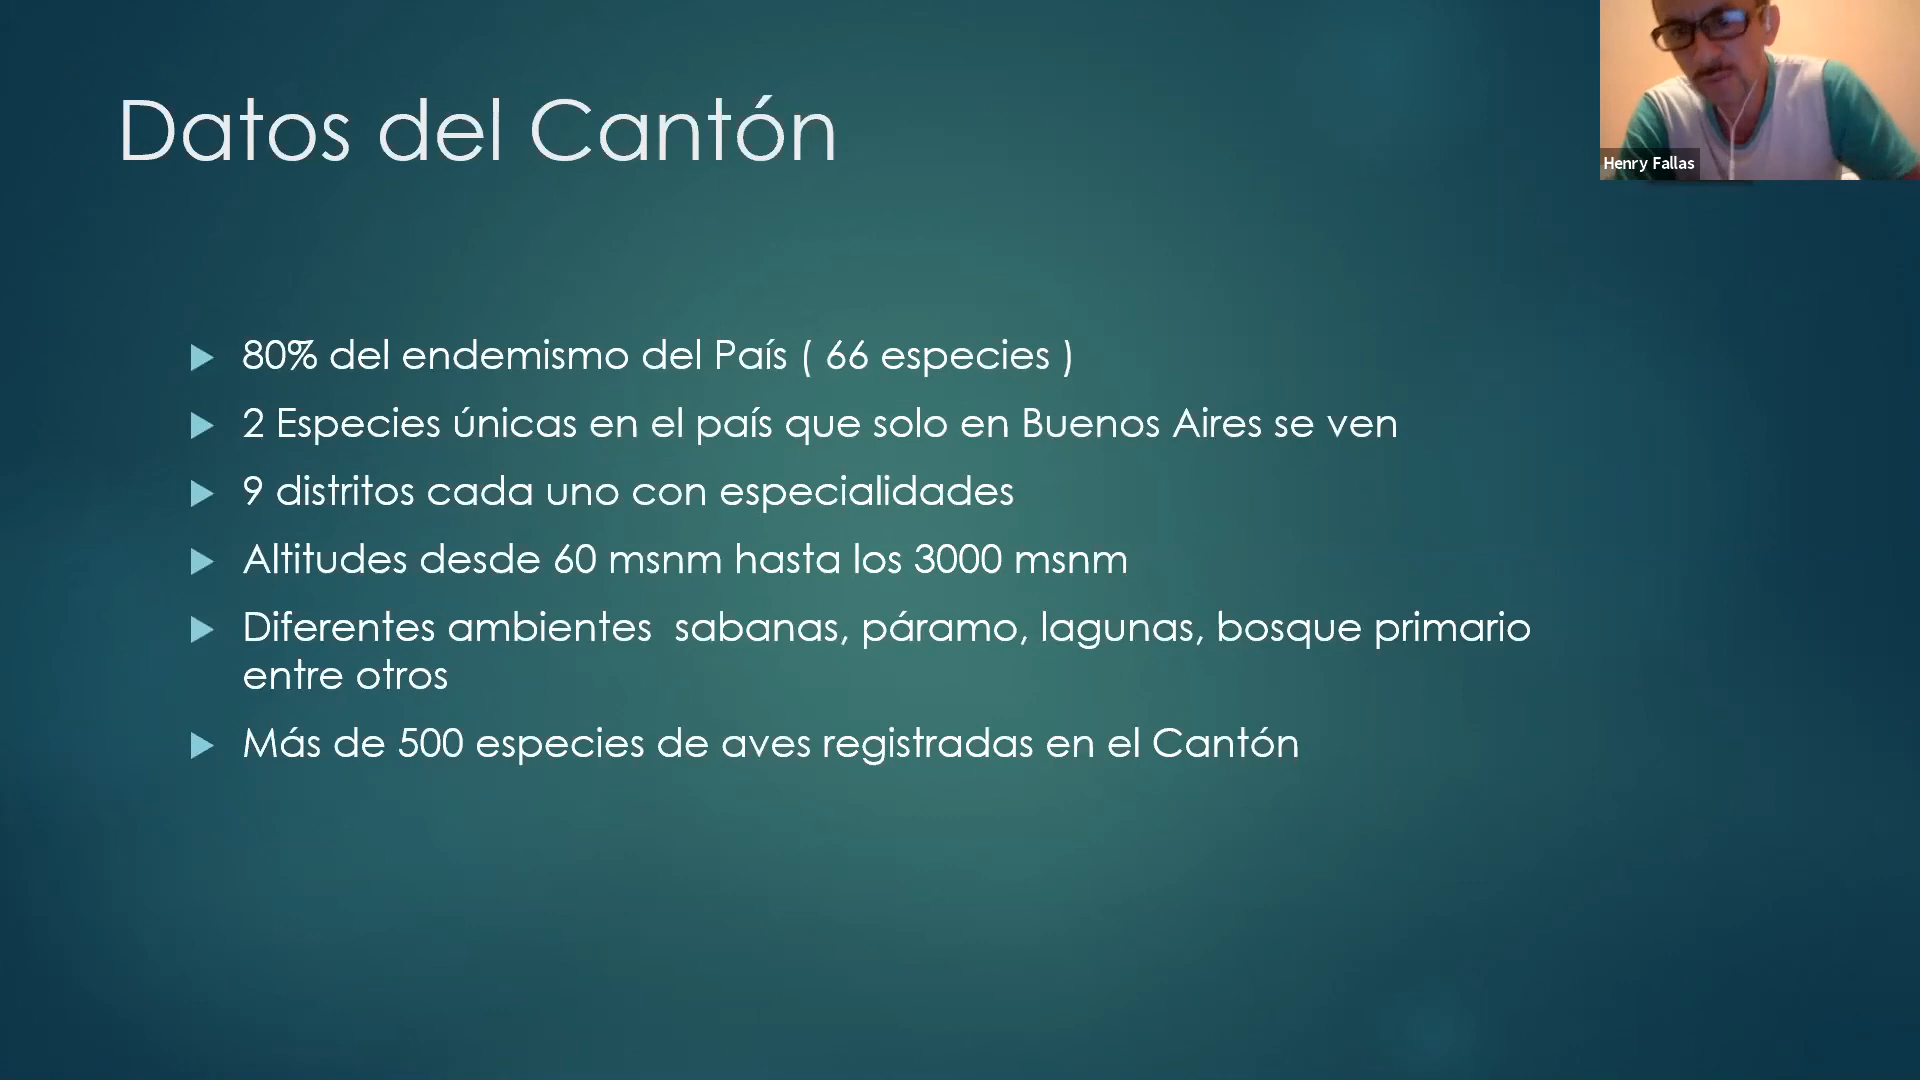 Datos del Cantón
Henry Fallas
80% del endemismo del País ( 66 especies )
2 Especies únicas en el país que solo en Buenos Aires se ven
9 distritos cada uno con especialidades
Altitudes desde 60 msnm hasta los 3000 msnm
Diferentes ambientes  sabanas, páramo, lagunas, bosque primario
entre otros
Más de 500 especies de aves registradas en el Cantón